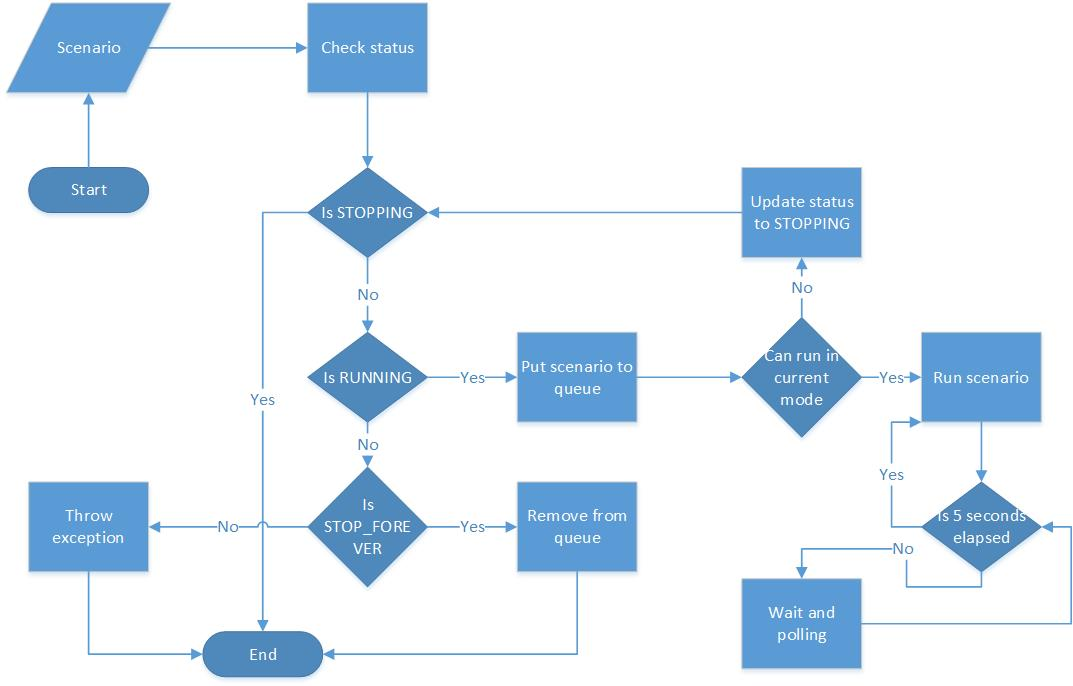 Scenario
Check status
Start
Is STOPPING
Update status
to STOPPING
No
No
Is RUNNING
Yes
Put scenario to
queue
Can run in
current
mode
Yes
Run scenario
Yes
No
Yes
Throw
exception
No
Is
STOP_FORE
VER
Yes
Remove from
queue
Is 5 seconds
elapsed
No
Wait and
polling
End